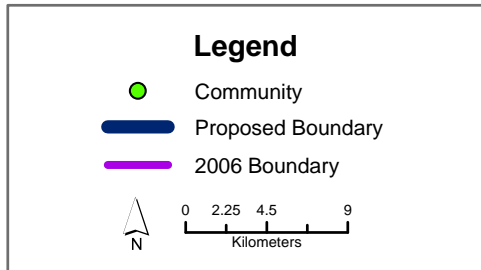 Legend
Community
Proposed Boundary
2006 Boundary
0 2.25 4.5 9
Kilometers
N